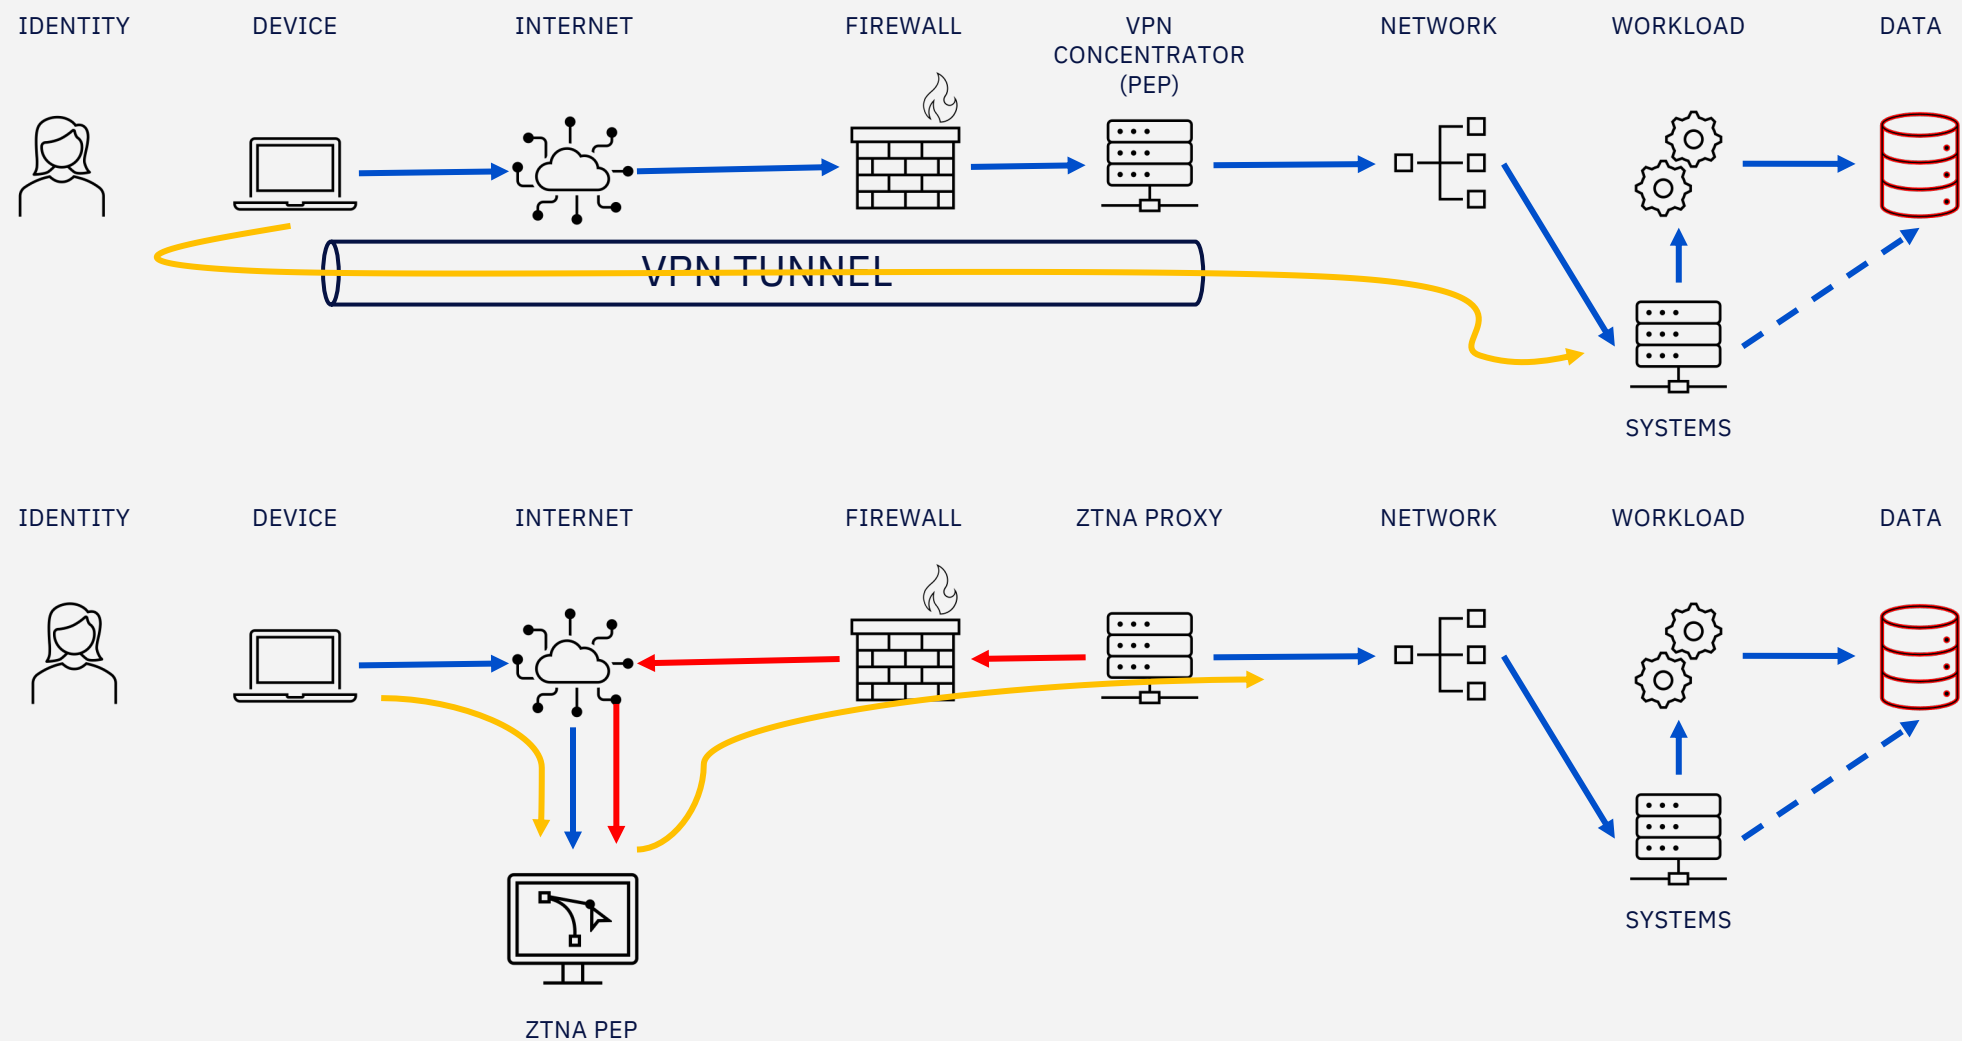 IDENTITY
DEVICE
INTERNET
FIREWALL
VPN
CONCENTRATOR
(PEP)
NETWORK
WORKLOAD
DATA
VPN TUNNEL
SYSTEMS
IDENTITY
DEVICE
INTERNET
FIREWALL
ZTNA PROXY
NETWORK
WORKLOAD
DATA
SYSTEMS
ZTNA PEP